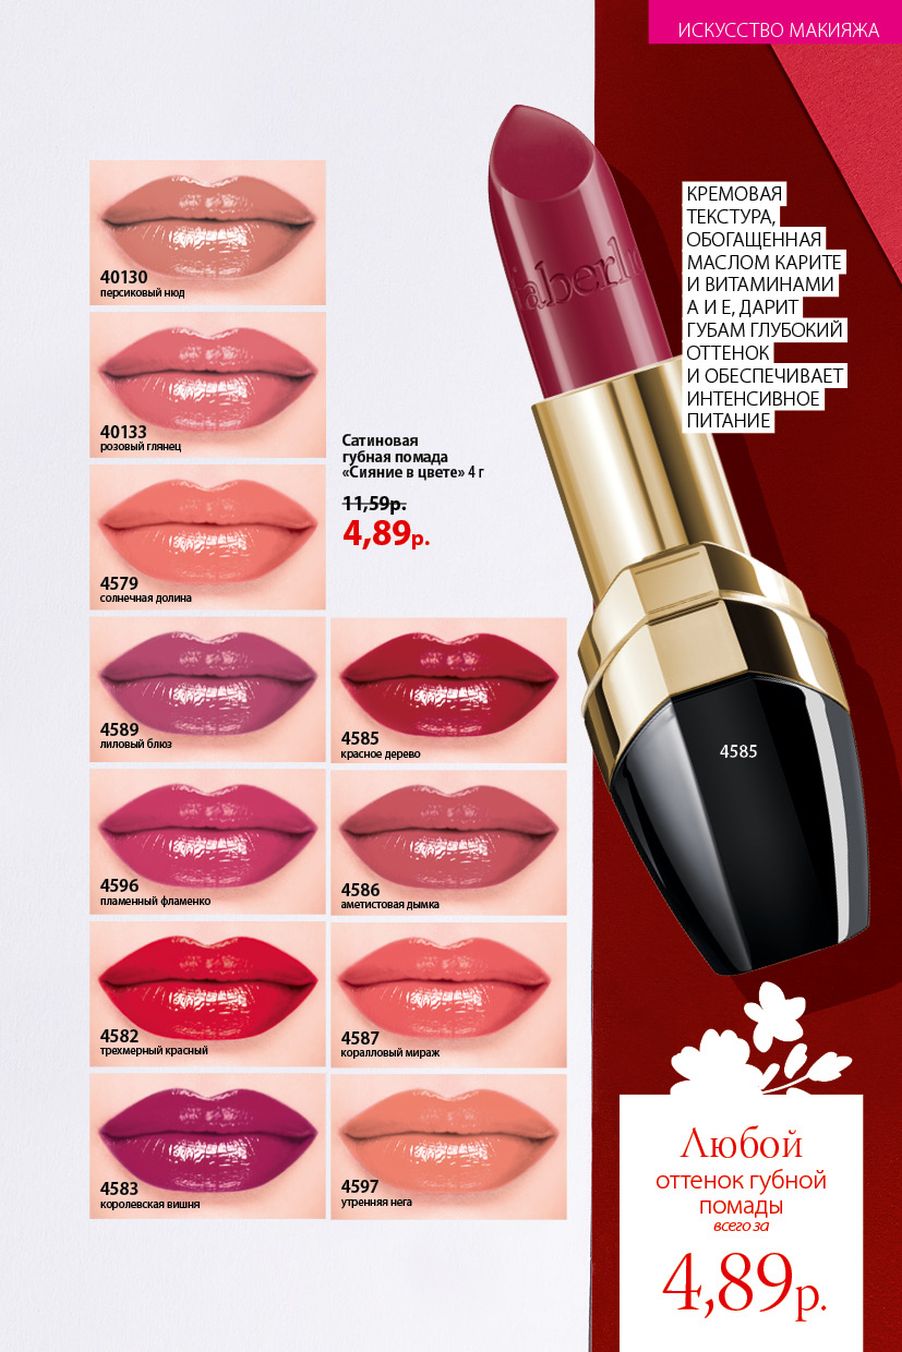 ИСКУССТВО МАКИЯЖА
КРЕМОВАЯ
ТЕКСТУРА,
ОБОГАЩЕННАЯ
МАСЛОМ КАРИТЕ
И ВИТАМИНАМИ
А И Е, ДАРИТ
ГУБАМ ГЛУБОКИЙ
ОТТЕНОК
И ОБЕСПЕЧИВАЕТ
ИНТЕНСИВНОЕ
ПИТАНИЕ
faberli
40130
персиковый нюд
40133
розовый глянец
Сатиновая
губная помада
«Сияние в цвете» 4 г
11,59р.
4,89р.
4579
солнечная долина
4589
лиловый блюз
4585
красное дерево
4585
4596
пламенный фламенко
4586
аметистовая дымка
4582
трехмерный красный
4587
коралловый мираж
4583
королевская вишня
4597
утренняя нега
Любой
оттенок губной
помады
всего за
4,89р.